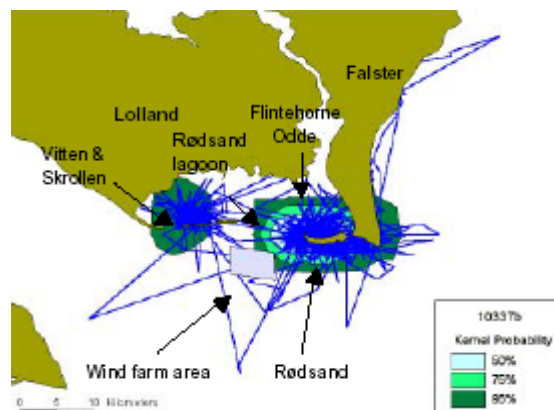 Falster
Lolland
Flintehorne
Odde
Rødsand
lagoon
Vitten &
Skrollen
Wind farm area
Rødsand
1033Tb
Kernel Probability
50%
75%
95%
0 5 10 Kilometers